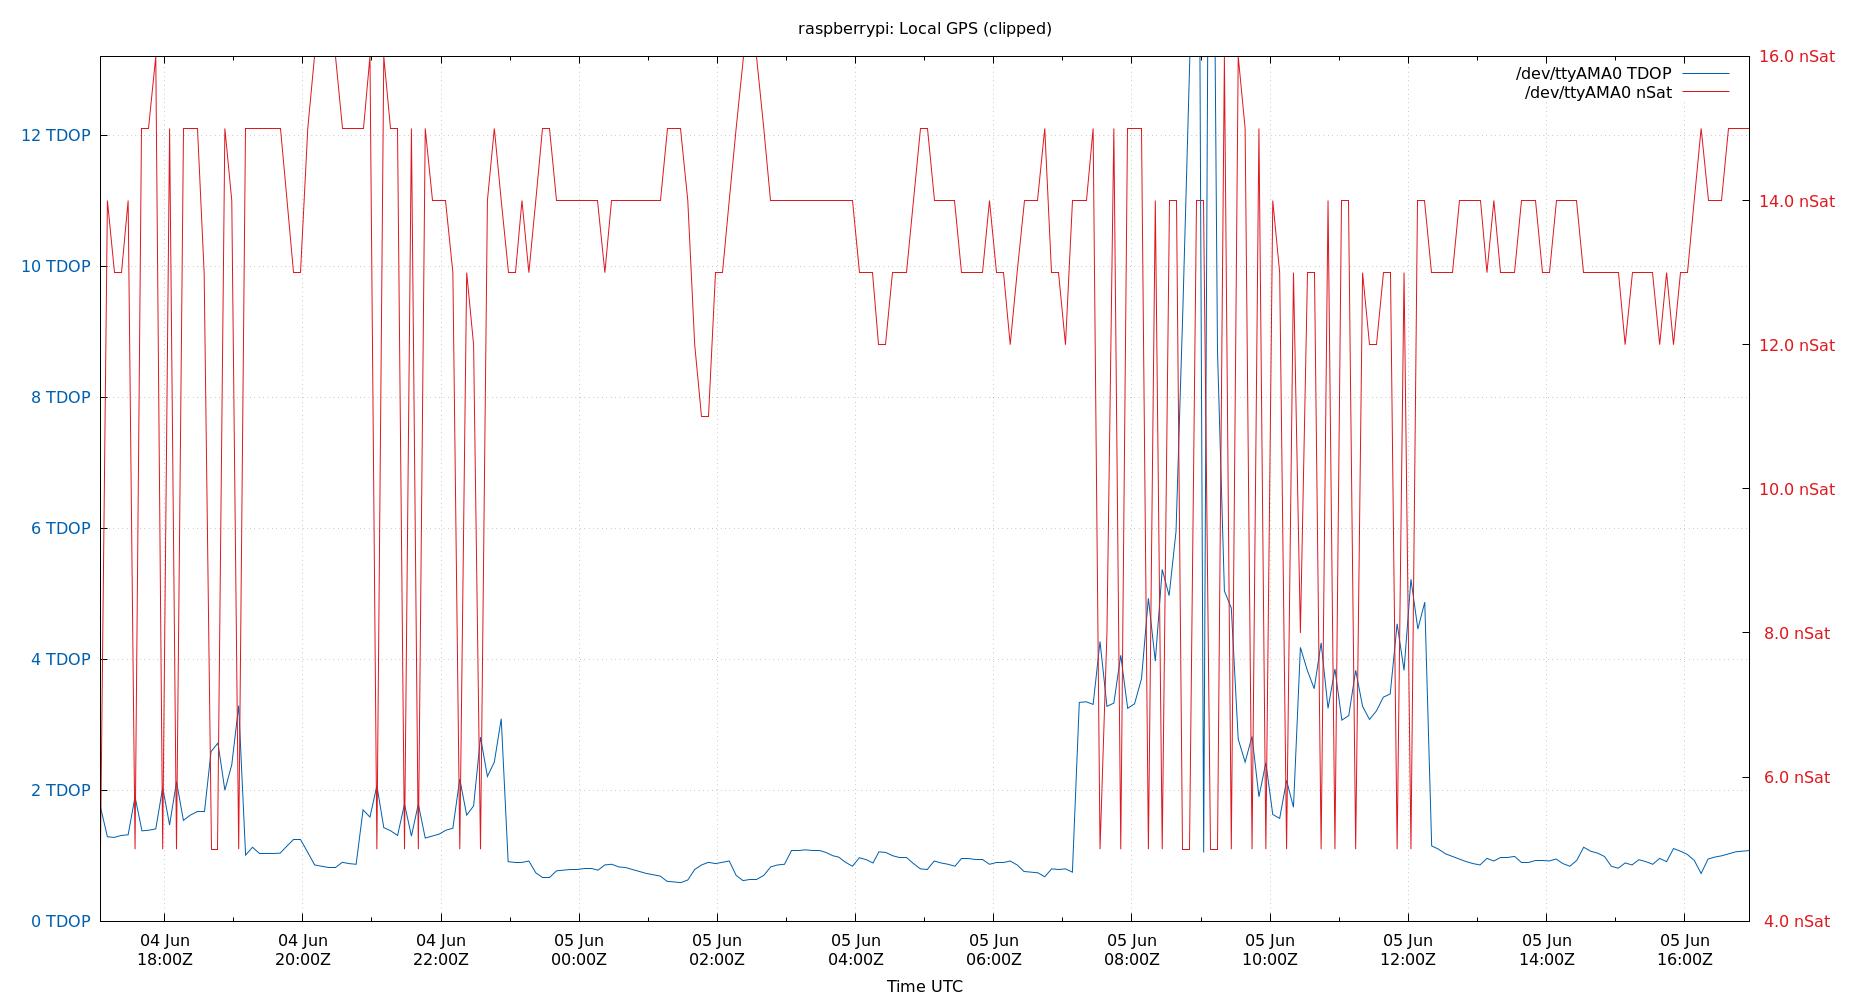 raspberrypi: Local GPS (clipped)
/dev/ttyAMA0 TDOP
/dev/ttyAMA0 nSat
12 TDOP
10 TDOP
8 TDOP
6 TDOP
4 TDOP
2 TDOP
0 TDOP
16.0 nSat
14.0 nSat
12.0 nSat
10.0 nSat
8.0 nSat
6.0 nSat
4.0 nSat
04 Jun 04 Jun 04 Jun 05 Jun 05 Jun 05 Jun 05 Jun 05 Jun 05 Jun 05 Jun 05 Jun 05 Jun
18:00Z 20:00Z 22:00Z 00:00Z 02:00Z 04:00Z 06:00Z 08:00Z 10:00Z 12:00Z 14:00Z 16:00Z
Time UTC